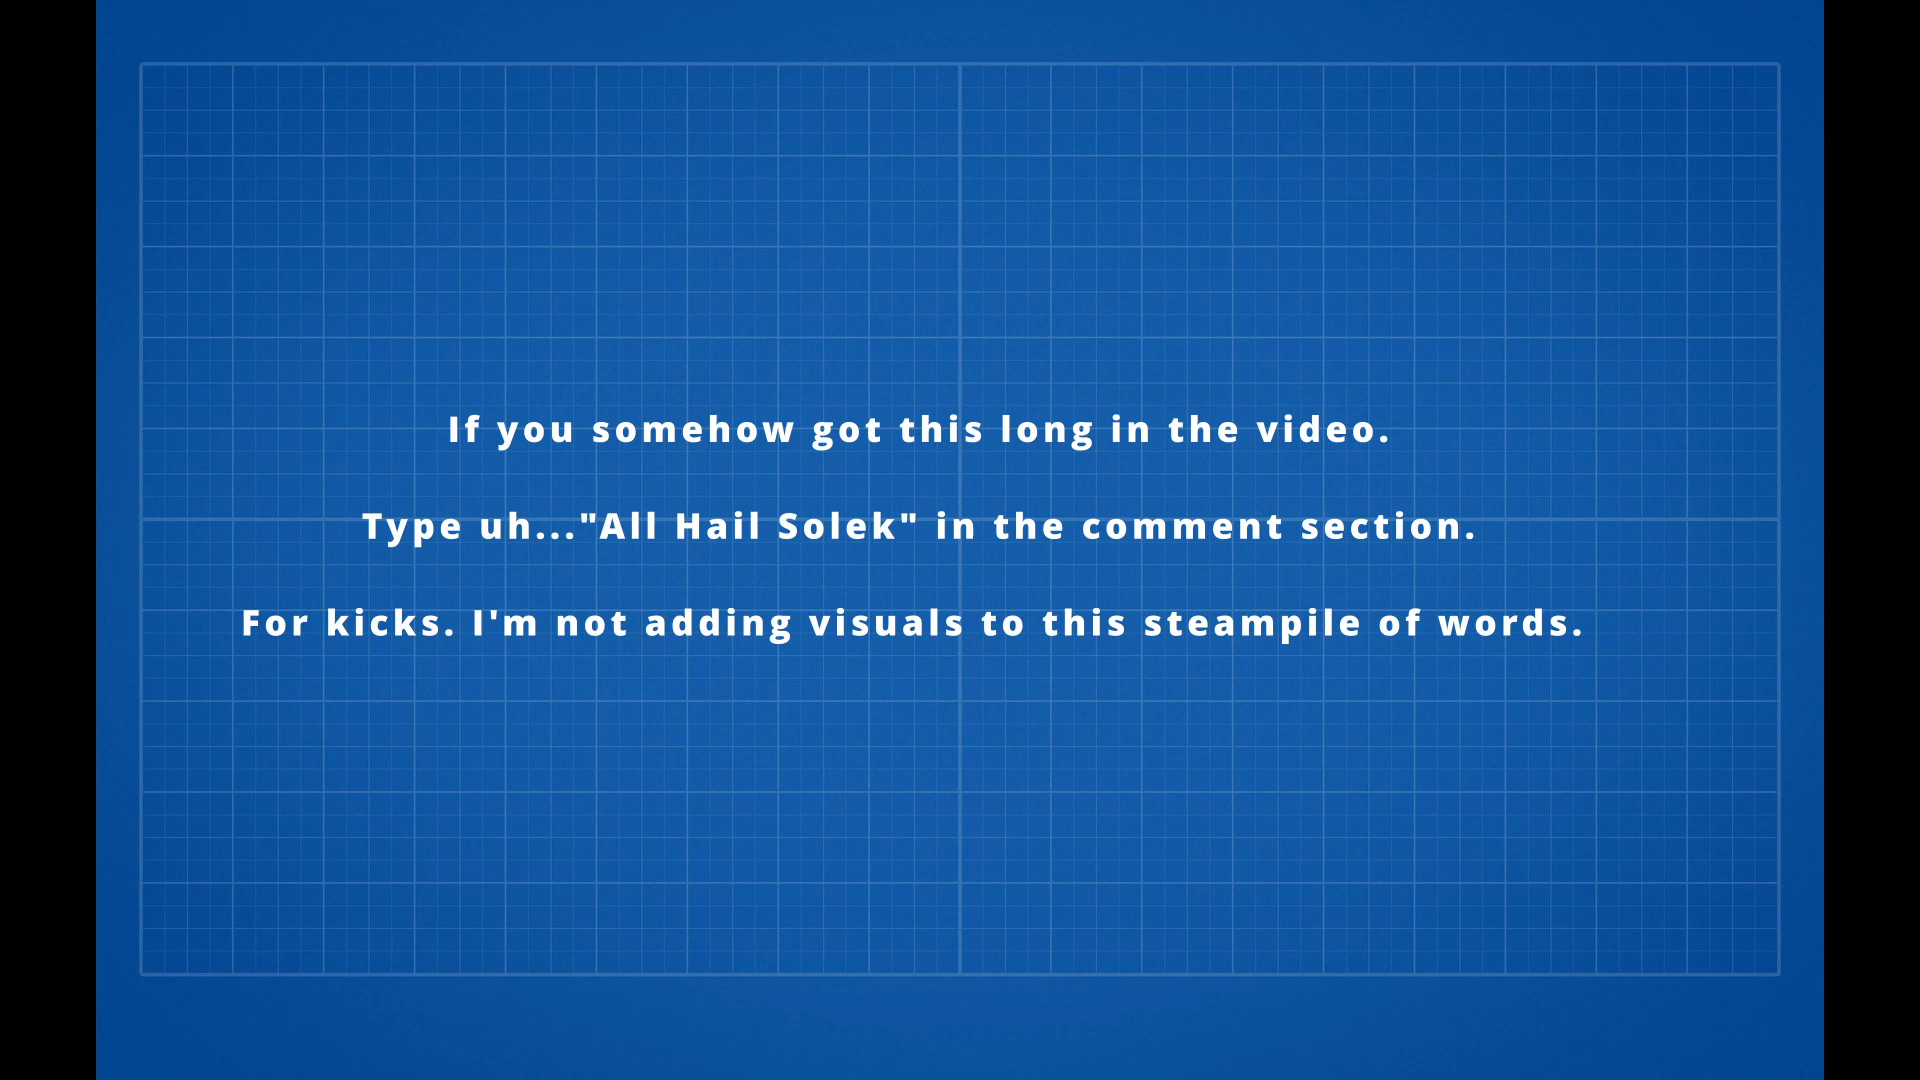 If you somehow got this long in the video.
Type uh..."All Hail Solek" in the comment section.
For kicks. I'm not adding visuals to this steampile of words.